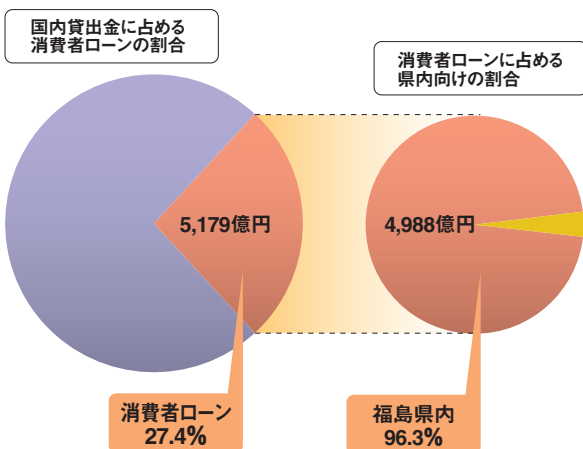 国内貸出金に占める
消費者ローンの割合
消費者ローンに占める
県内向けの割合
5,179億円
4,988億円
消費者ローン
27.4%
福島県内
96.3%